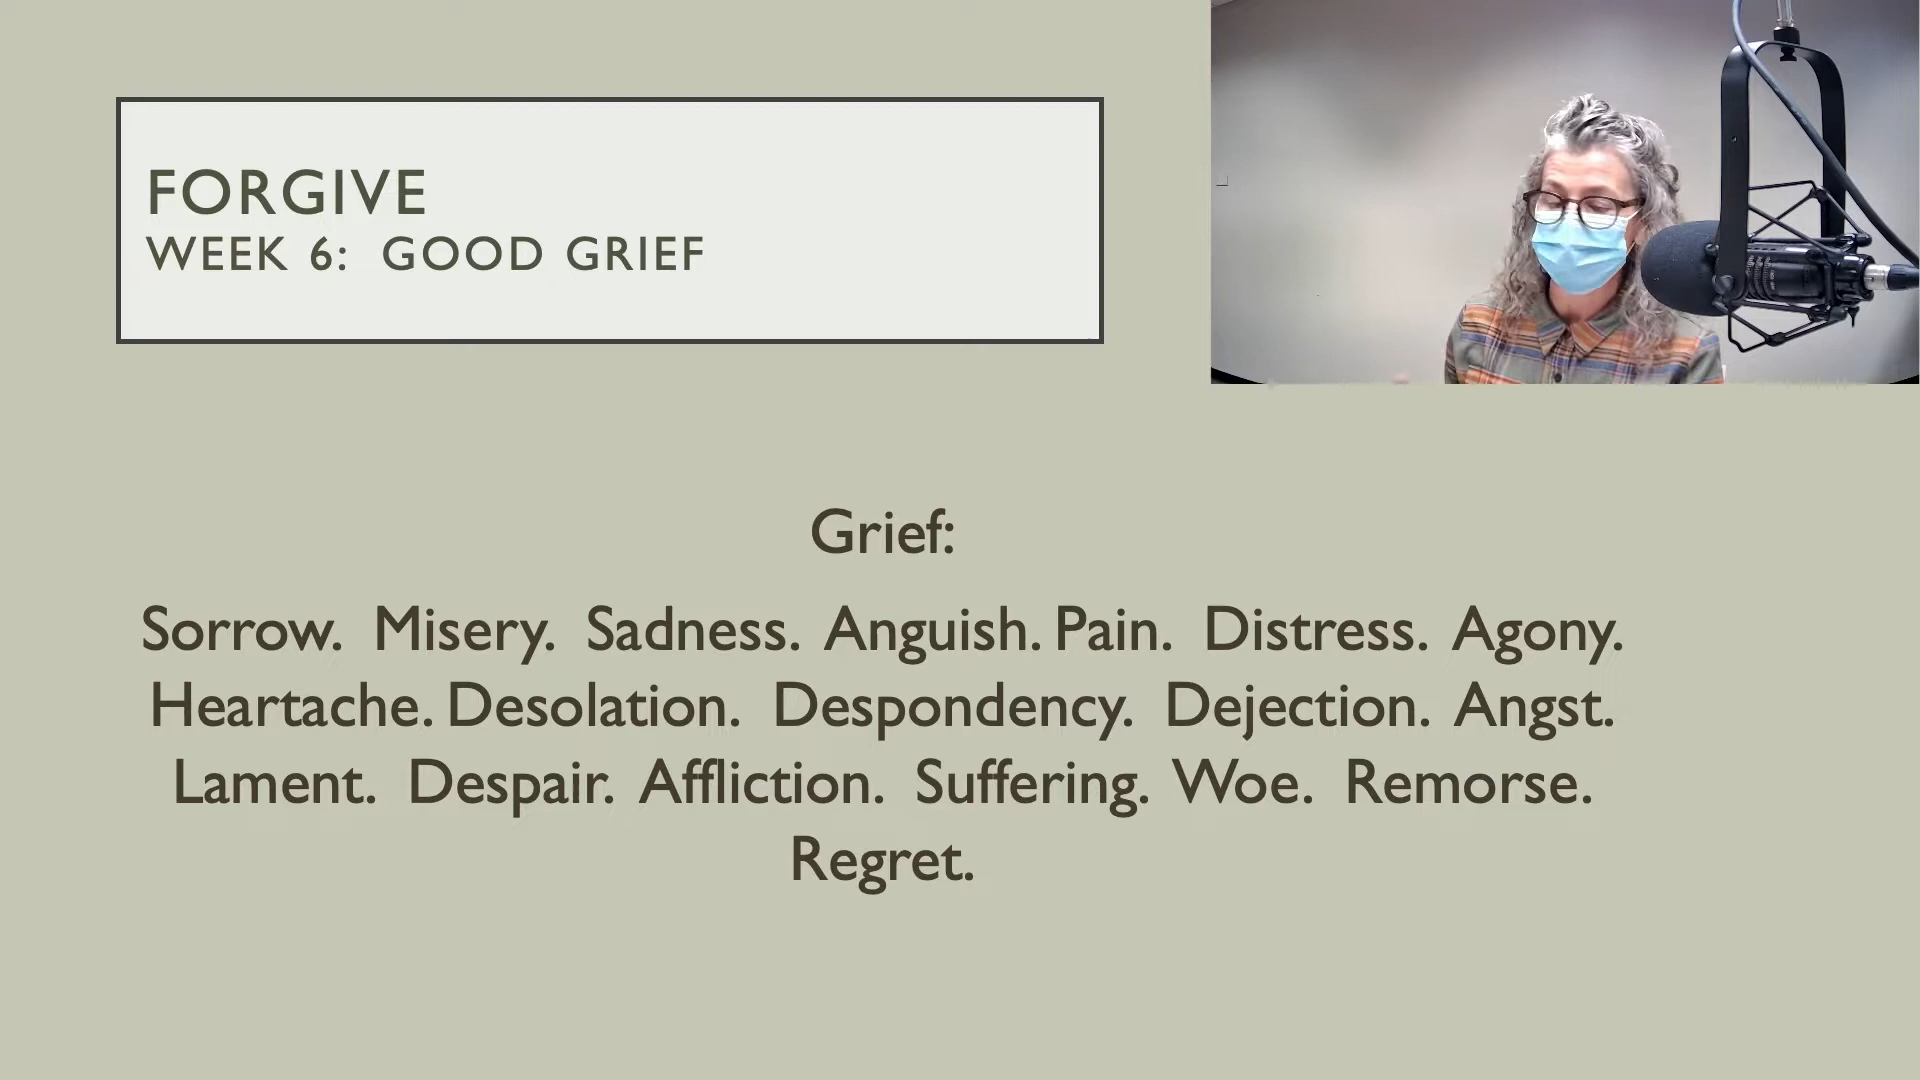 FORGIVE
WEEK 6: GOOD GRIEF
Grief:
Sorrow. Misery. Sadness. Anguish. Pain. Distress. Agony.
Heartache. Desolation. Despondency. Dejection. Angst.
Lament. Despair. Affliction. Suffering. Woe. Remorse.
Regret.